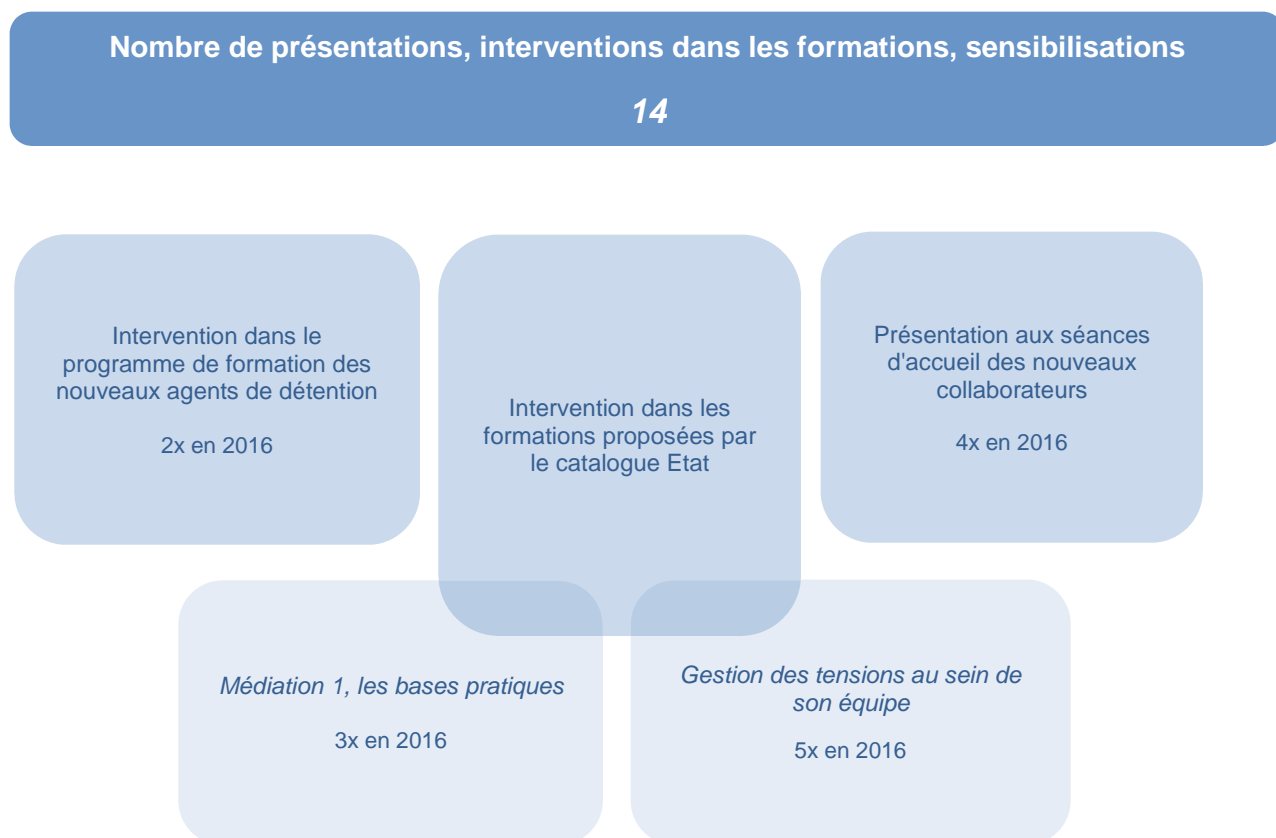 Nombre de présentations, interventions dans les formations, sensibilisations
14
Intervention dans le
programme de formation des
nouveaux agents de détention
2x en 2016
Intervention dans les
formations proposées par
le catalogue Etat
Présentation aux séances
d'accueil des nouveaux
collaborateurs
4x en 2016
Médiation 1, les bases pratiques
3x en 2016
Gestion des tensions au sein de
son équipe
5x en 2016